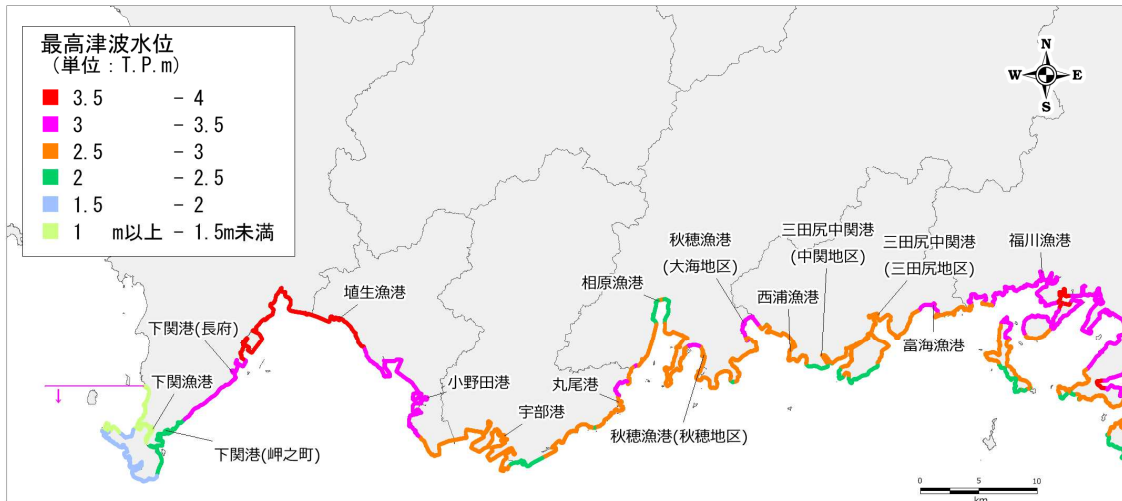 最高津波水位
(単位:T.P.m)
3.5 - 4
3 - 3.5
2.5 - 3
2 - 2.5
1.5 - 2
1 m以上 - 1.5m未満
N
W E
S
下関港(長府)
下関漁港
下関港(岬之町)
埴生漁港
小野田港
宇部港
丸尾港
相原漁港
秋穂漁港
(大海地区)
秋穂漁港(秋穂地区)
西浦漁港
三田尻中関港
(中関地区)
三田尻中関港
(三田尻地区)
富海漁港
福川漁港
0 5 10
km